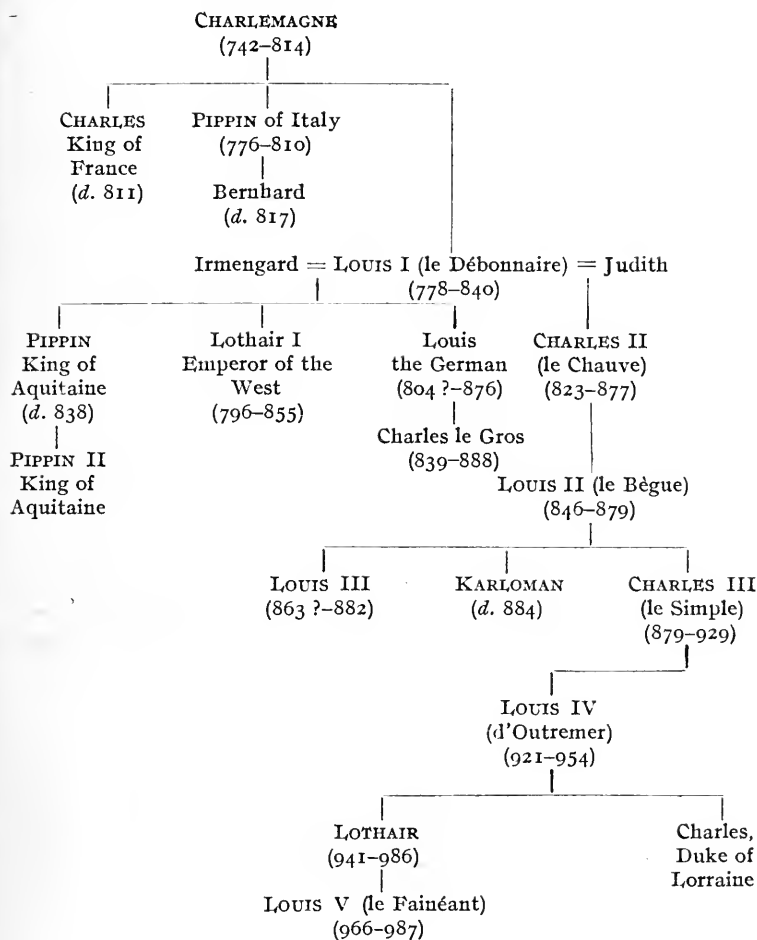 CHARLEMAGNE
(742–814)
CHARLES
King of
France
(d. 811)
PIPPIN of Italy
(776–810)
Bernhard
(d. 817)
Irmengard = LOUIS I (le Débonnaire) = Judith
(778–840)
PIPPIN
King of
Aquitaine
(d. 838)
PIPPIN II
King of
Aquitaine
Lothair I
Emperor of the
West
(796–855)
Louis
the German
(804 ?–876)
Charles le Gros
(839–888)
CHARLES II
(le Chauve)
(823–877)
LOUIS II (le Bègue)
(846–879)
LOUIS III
(863 ?–882)
KARLOMAN
(d. 884)
CHARLES III
(le Simple)
(879–929)
LOUIS IV
(d'Outremer)
(921–954)
LOTHAIR
(941–986)
LOUIS V (le Fainéant)
(966–987)
Charles,
Duke of
Lorraine